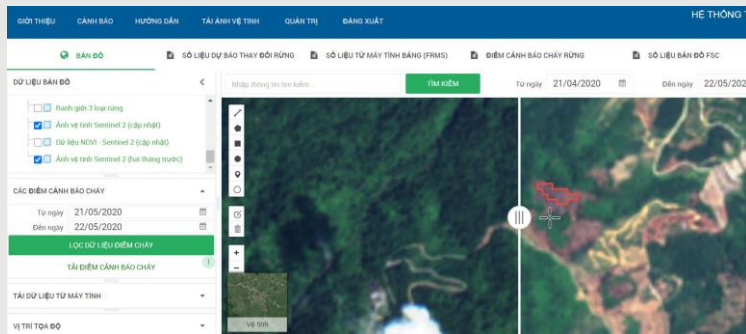 GIỚI THIỆU CẢNH BÁO HƯỚNG DẪN TẢI ẢNH VỆ TINH QUẢN TRỊ ĐĂNG XUẤT HỆ THỐNG T
BẢN ĐỒ SỐ LIỆU DỰ BÁO THAY ĐỔI RỪNG SỐ LIỆU TỪ MÁY TÍNH BẢNG (FRMS) ĐIỂM CẢNH BÁO CHÁY RỪNG SỐ LIỆU BẢN ĐỒ FSC
DỮ LIỆU BẢN ĐỒ
Nhập thông tin tìm kiếm... TÌM KIẾM Từ ngày 21/04/2020 Đến ngày 22/05/202
Ranh giới 3 loại rừng
Ảnh vệ tinh Sentinel 2 (cập nhật)
Dữ liệu NDVI - Sentinel 2 (cập nhật)
Ảnh vệ tinh Sentinel 2 (hai tháng trước)
CÁC ĐIỂM CẢNH BÁO CHÁY
Từ ngày 21/05/2020
Đến ngày 22/05/2020
LỌC DỮ LIỆU ĐIỂM CHÁY
TẢI ĐIỂM CẢNH BÁO CHÁY
TẢI DỮ LIỆU TỪ MÁY TÍNH
VỊ TRÍ TỌA ĐỘ
+
−
Vệ tinh